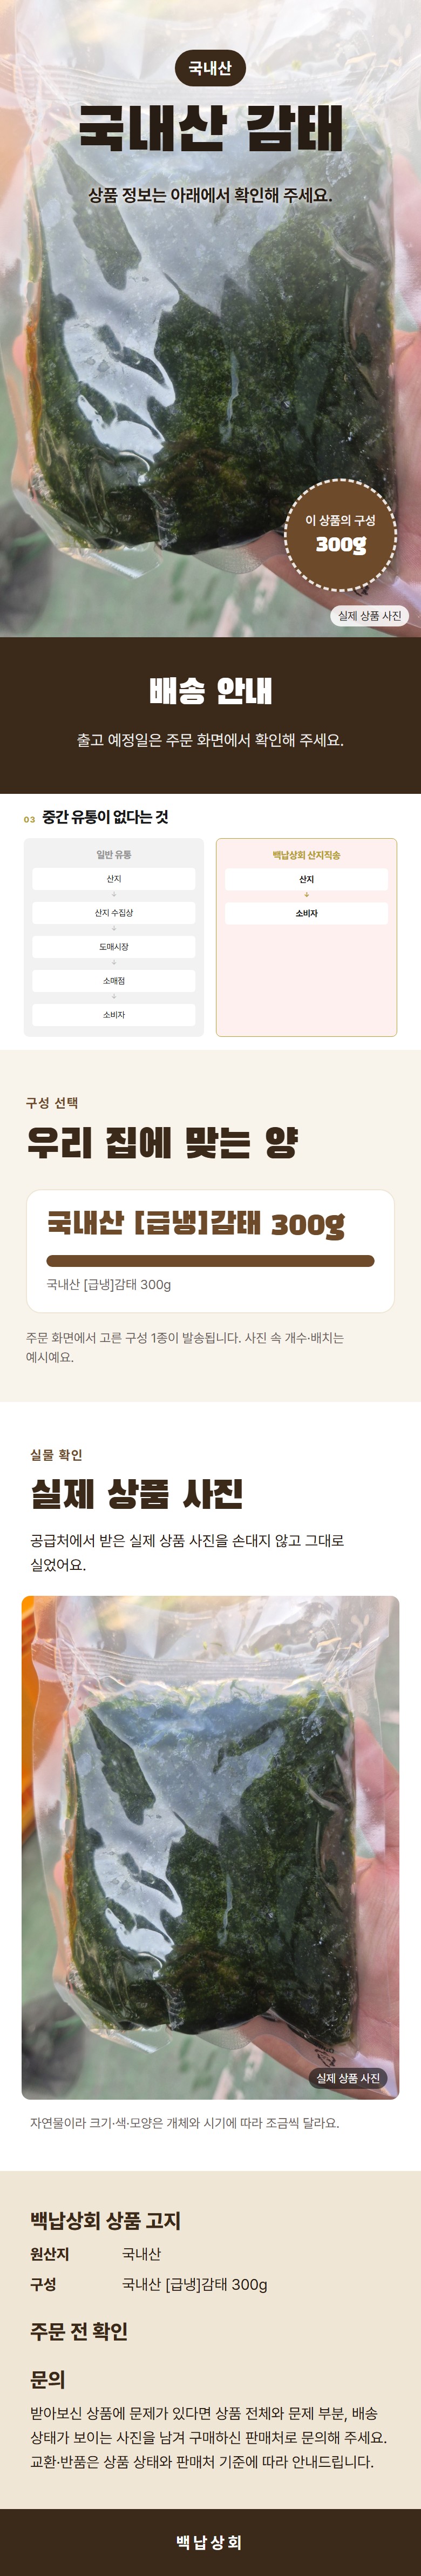 국내산
국내산 감태
상품 정보는 아래에서 확인해 주세요.
이 상품의 구성
300g
실제 상품 사진
배송 안내
출고 예정일은 주문 화면에서 확인해 주세요.
03 중간 유통이 없다는 것
일반 유통
산지
↓
산지 수집상
↓
도매시장
↓
소매점
↓
소비자
백납상회 산지직송
산지
↓
소비자
구성 선택
우리 집에 맞는 양
국내산 [급냉]감태 300g
국내산 [급냉]감태 300g
주문 화면에서 고른 구성 1종이 발송됩니다. 사진 속 개수·배치는
예시예요.
실물 확인
실제 상품 사진
공급처에서 받은 실제 상품 사진을 손대지 않고 그대로
실었어요.
실제 상품 사진
자연물이라 크기·색·모양은 개체와 시기에 따라 조금씩 달라요.
백납상회 상품 고지
원산지 국내산
구성 국내산 [급냉]감태 300g
주문 전 확인
문의
받아보신 상품에 문제가 있다면 상품 전체와 문제 부분, 배송
상태가 보이는 사진을 남겨 구매하신 판매처로 문의해 주세요.
교환·반품은 상품 상태와 판매처 기준에 따라 안내드립니다.
백납상회